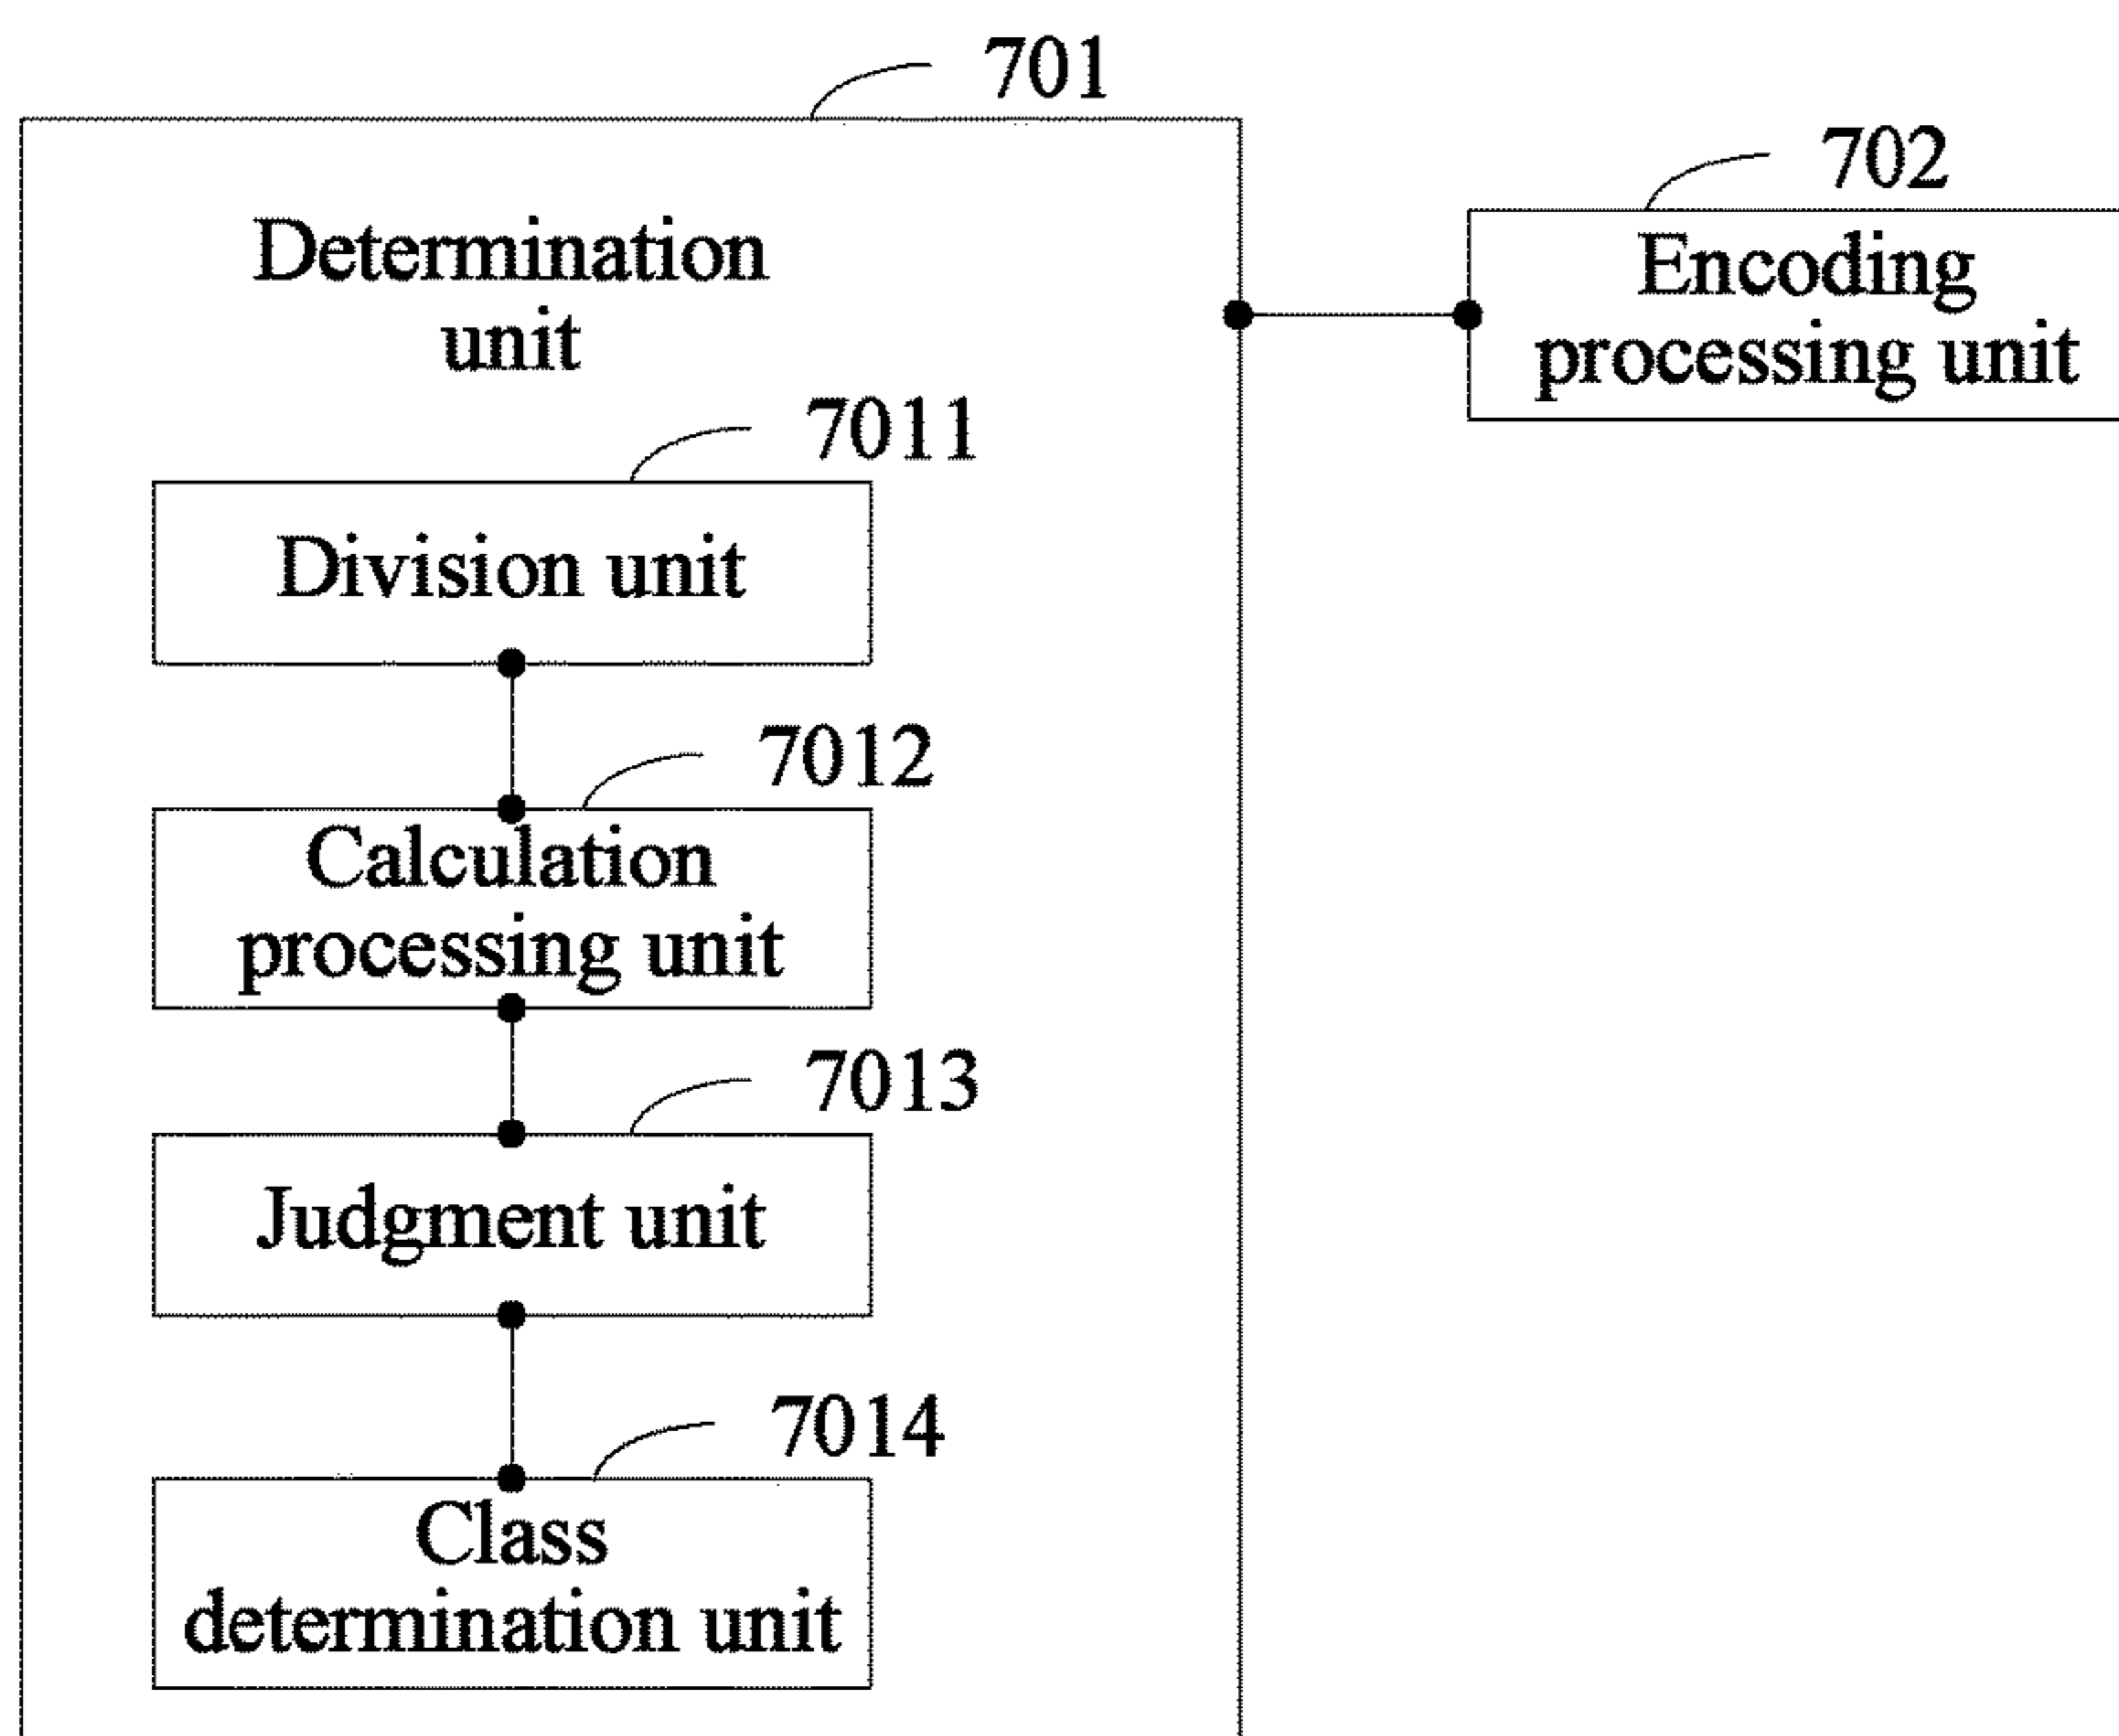 701
702
Determination
unit
Encoding
processing unit
7011
Division unit
7012
Calculation
processing unit
7013
Judgment unit
7014
Class
determination unit